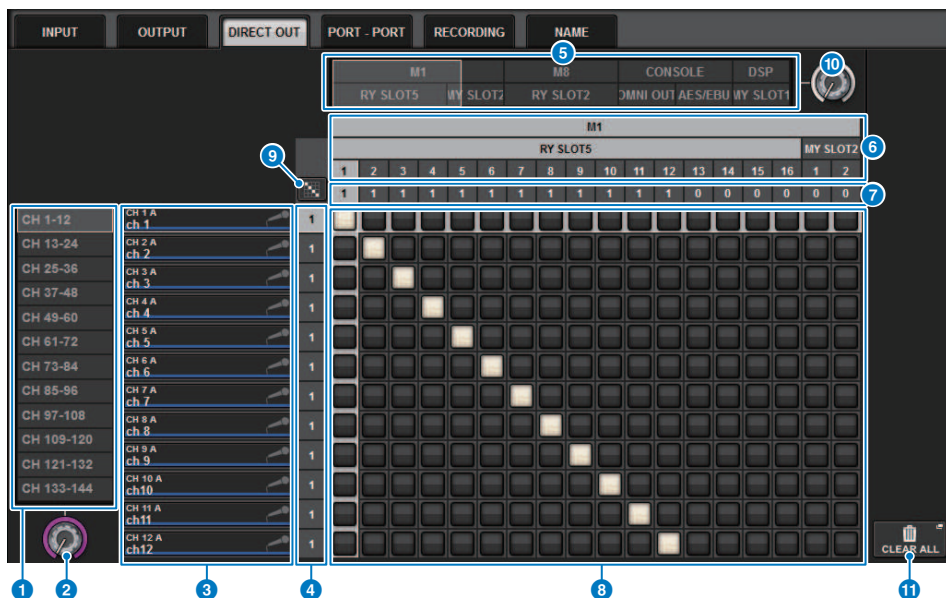 INPUT OUTPUT DIRECT OUT PORT - PORT RECORDING NAME
5
M1 M8 CONSOLE DSP
10
RY SLOT5 MY SLOT2 RY SLOT2 OMNI OUT AES/EBU MY SLOT1
M1
RY SLOT5 MY SLOT2
6
9
1 2 3 4 5 6 7 8 9 10 11 12 13 14 15 16 1 2
1 1 1 1 1 1 1 1 1 1 1 1 0 0 0 0 0 0
7
CH 1-12
CH 13-24
CH 25-36
CH 37-48
CH 49-60
CH 61-72
CH 73-84
CH 85-96
CH 97-108
CH 109-120
CH 121-132
CH 133-144
CH 1 A
ch 1
1
CH 2 A
ch 2
1
CH 3 A
ch 3
1
CH 4 A
ch 4
1
CH 5 A
ch 5
1
CH 6 A
ch 6
1
CH 7 A
ch 7
1
CH 8 A
ch 8
1
CH 9 A
ch 9
1
CH 10 A
ch10
1
CH 11 A
ch11
1
CH 12 A
ch12
1
CLEAR ALL
1 2 3 4 8 11